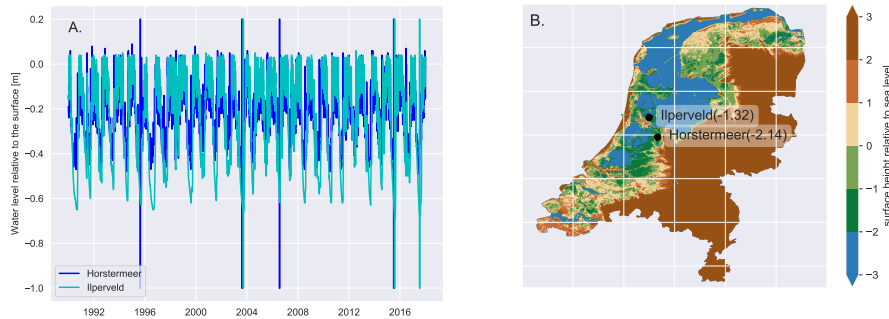 A.
Water level relative to the surface [m]
0.2
0.0
−0.2
−0.4
−0.6
−0.8
−1.0
Horstermeer
Ilperveld
1992
1996
2000
2004
2008
2012
2016
B.
Ilperveld(-1.32)
Horstermeer(-2.14)
3
2
1
0
−1
−2
−3
surface height relative to sea level